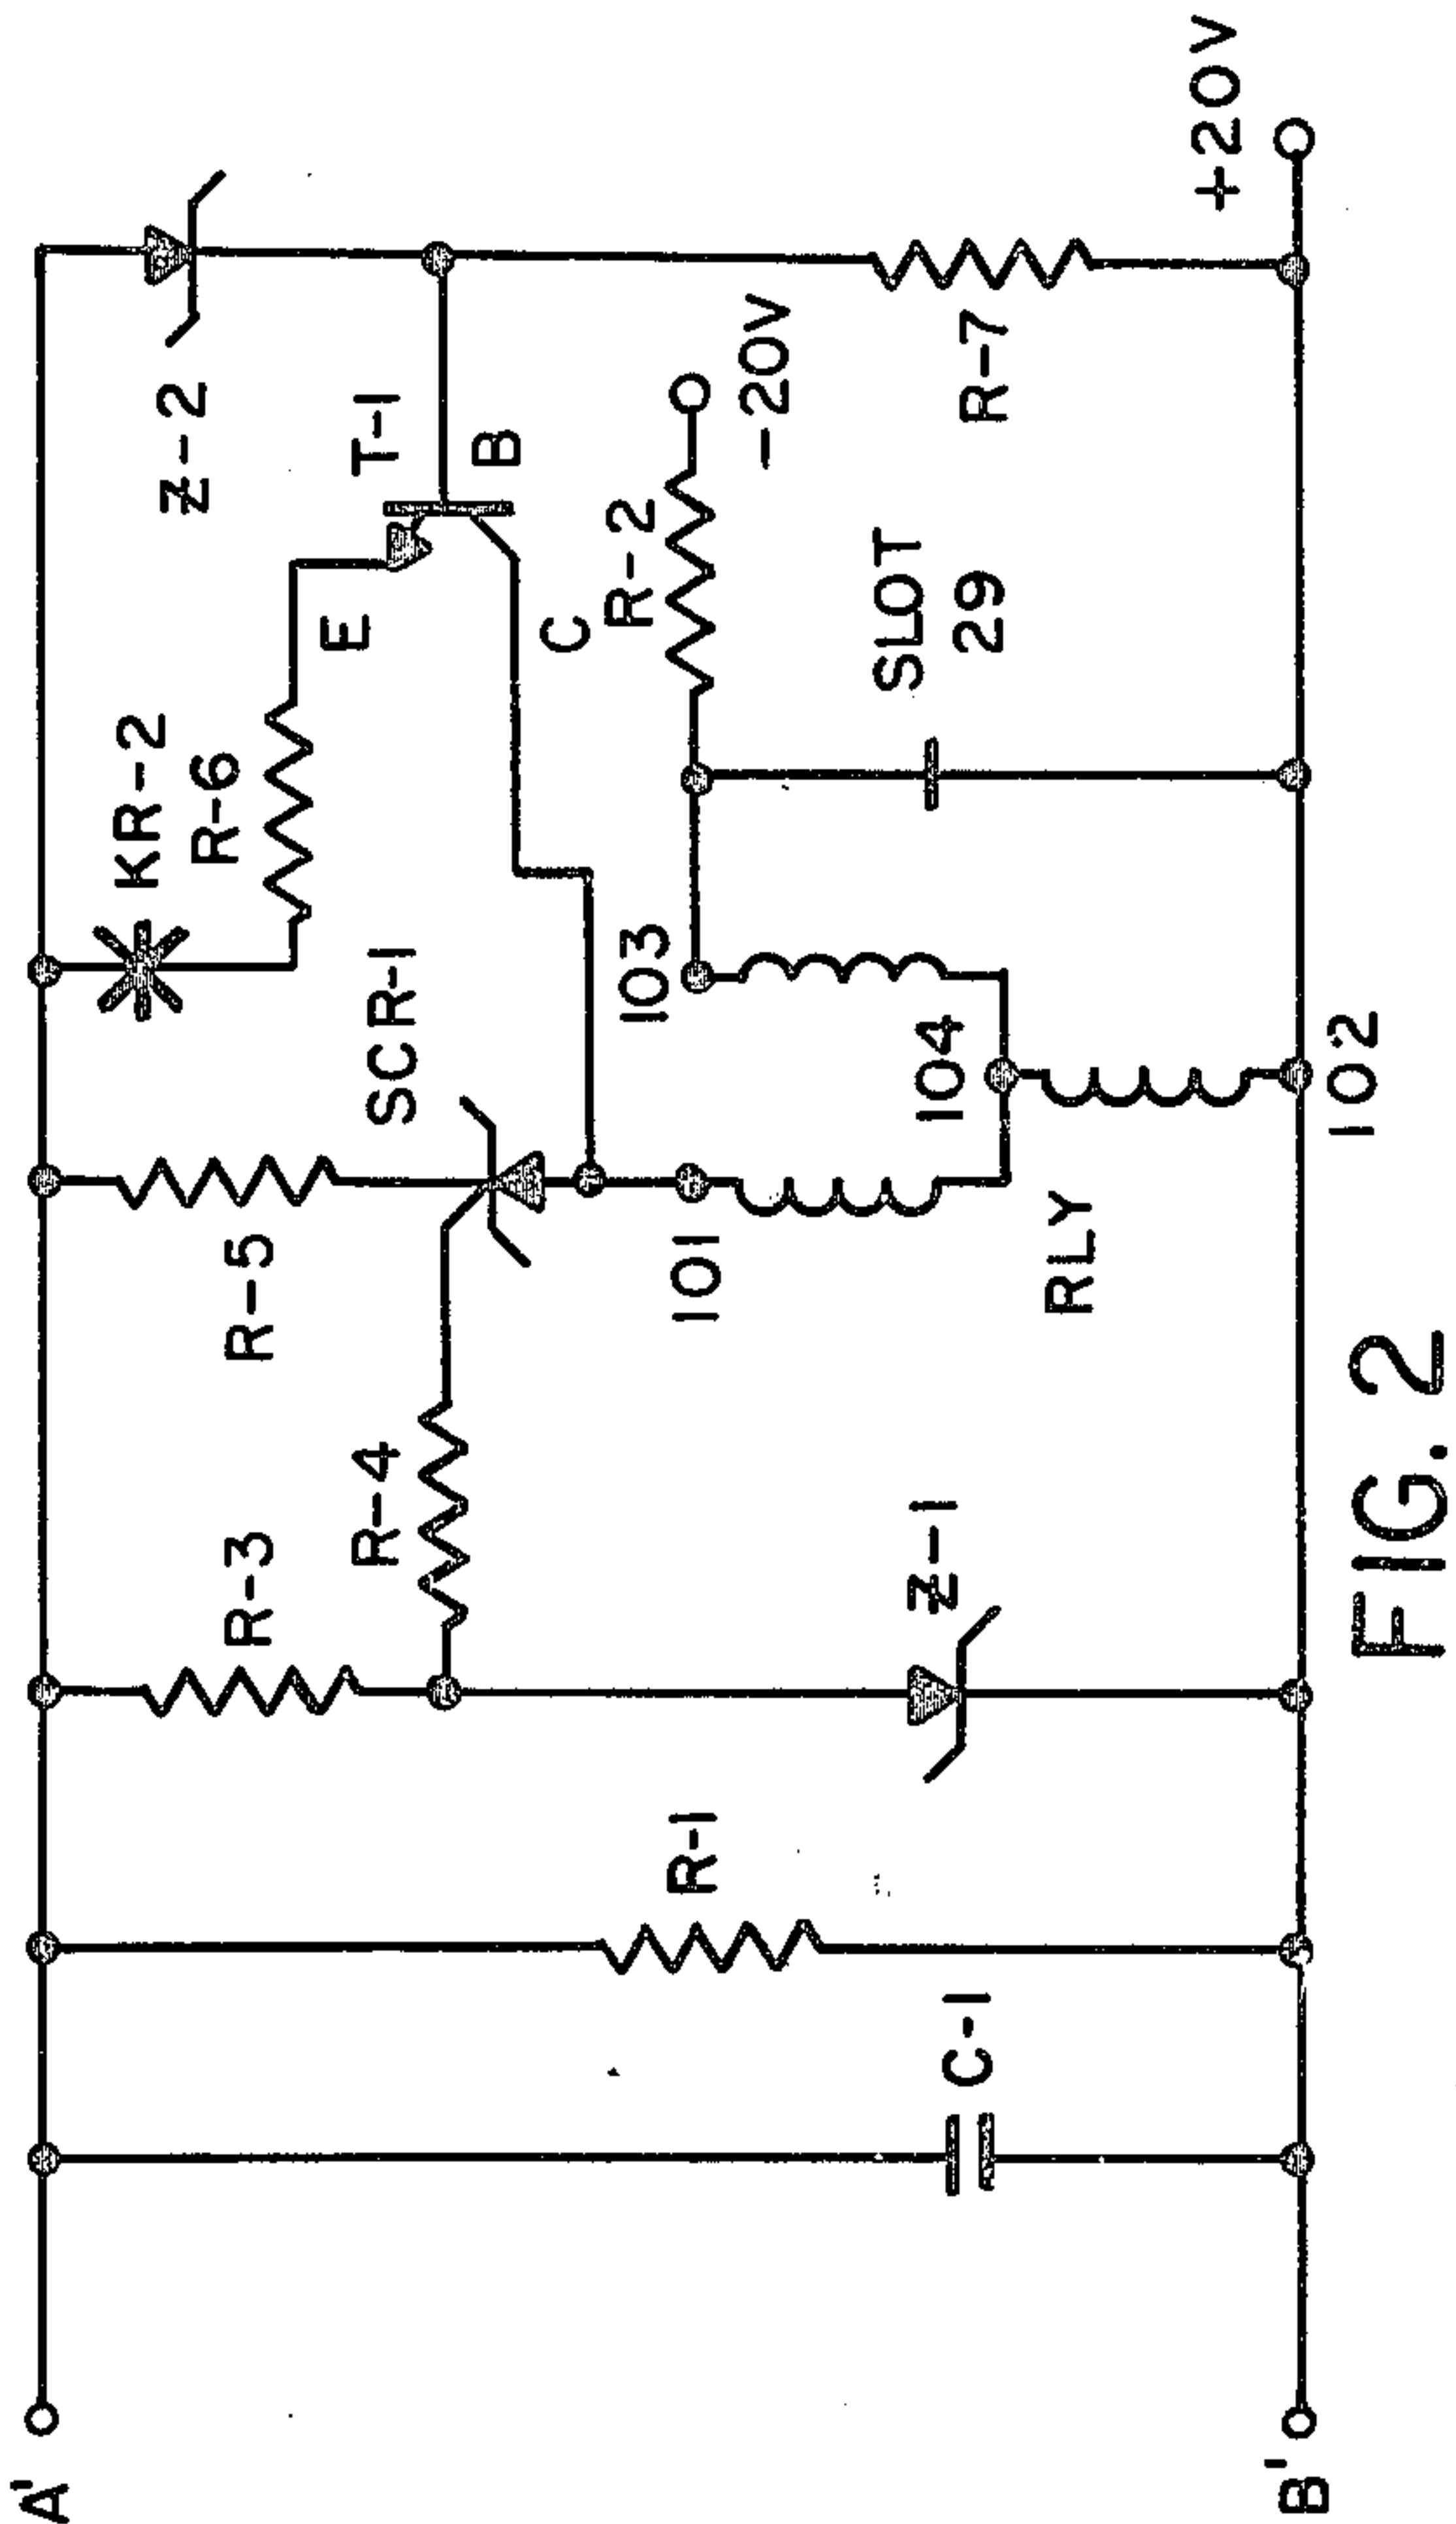 A'
B'
C-1
R-1
R-3
Z-1
R-4
R-5
SCR-1
101
RLY
103
104
102
KR-2
R-6
E
C
T-1
B
R-2
-20V
SLOT
29
Z-2
R-7
+20V
FIG. 2